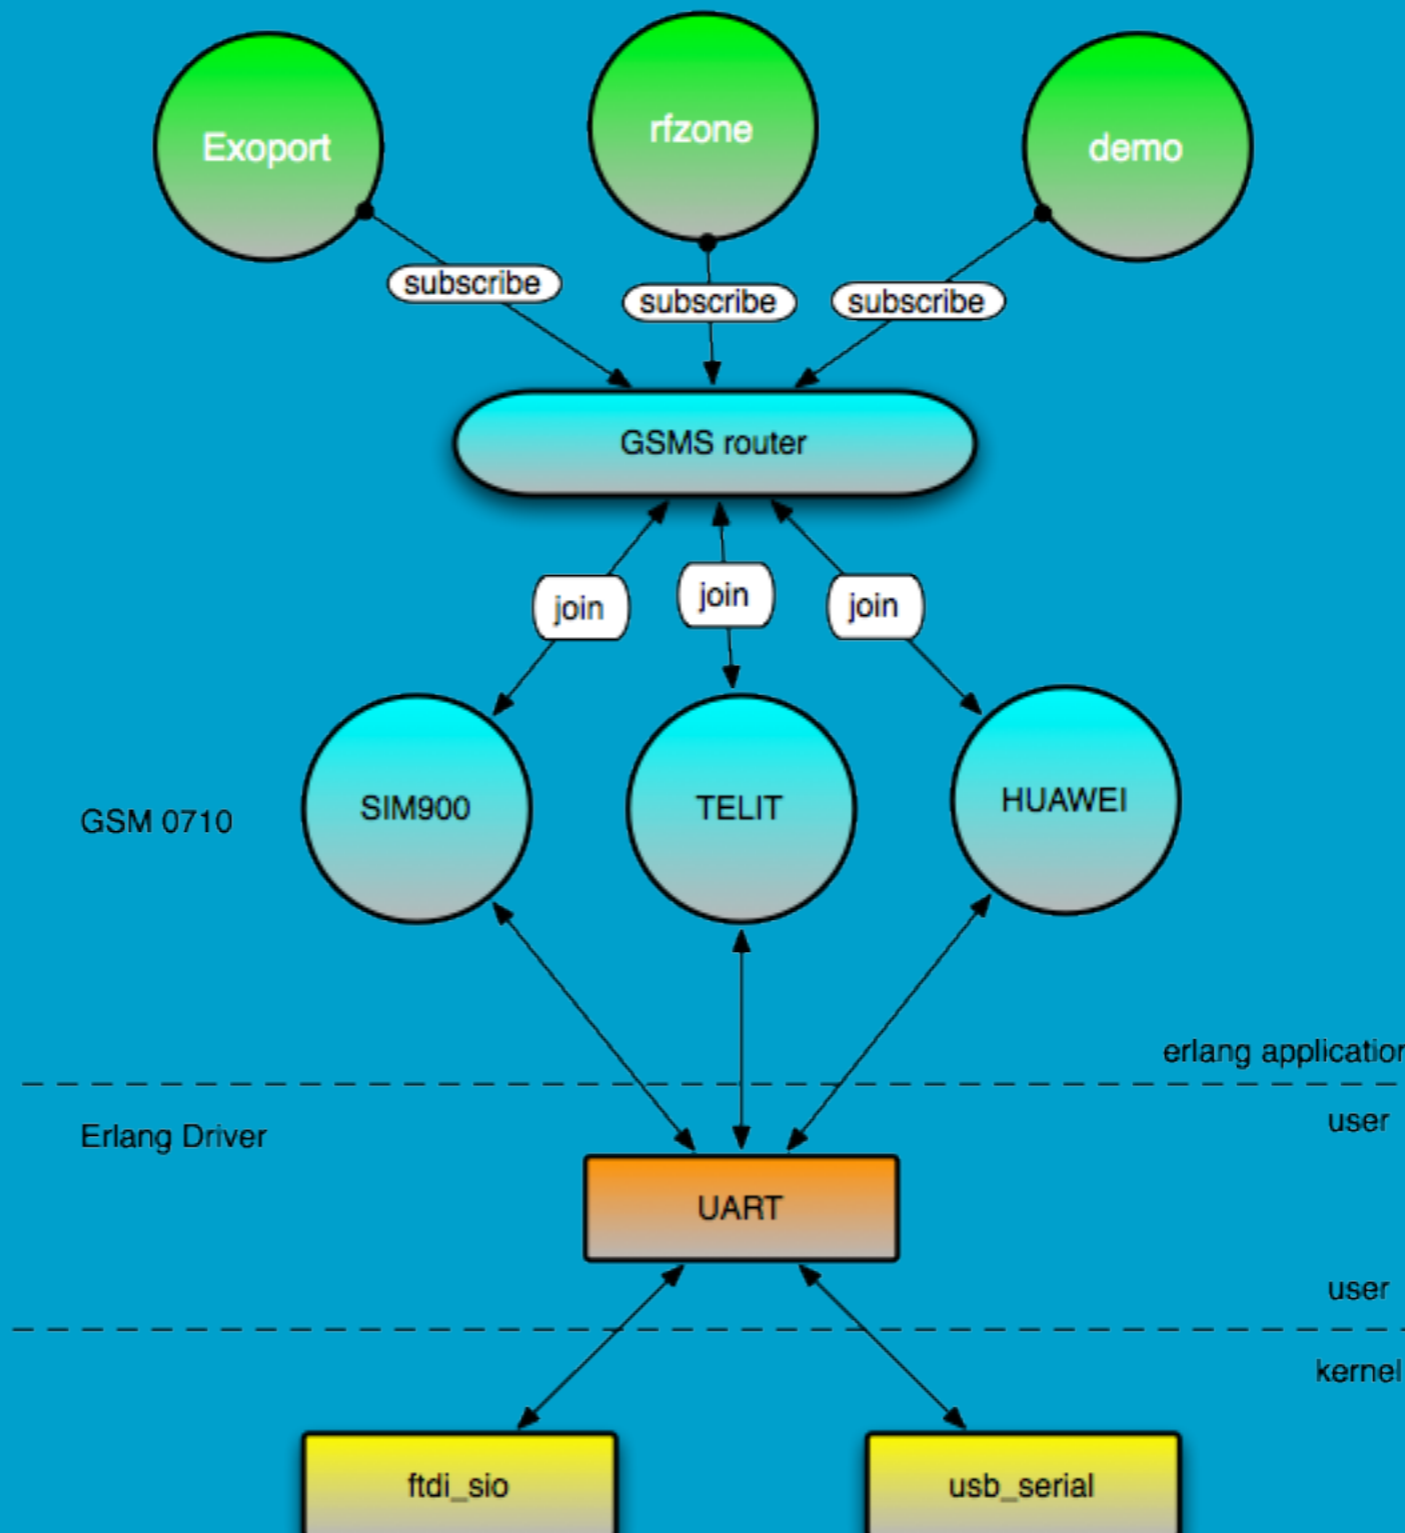 Exoport
rfzone
demo
subscribe
subscribe
subscribe
GSMS router
join
join
join
SIM900
TELIT
HUAWEI
GSM 0710
erlang application
user
Erlang Driver
UART
user
kernel
ftdi_sio
usb_serial